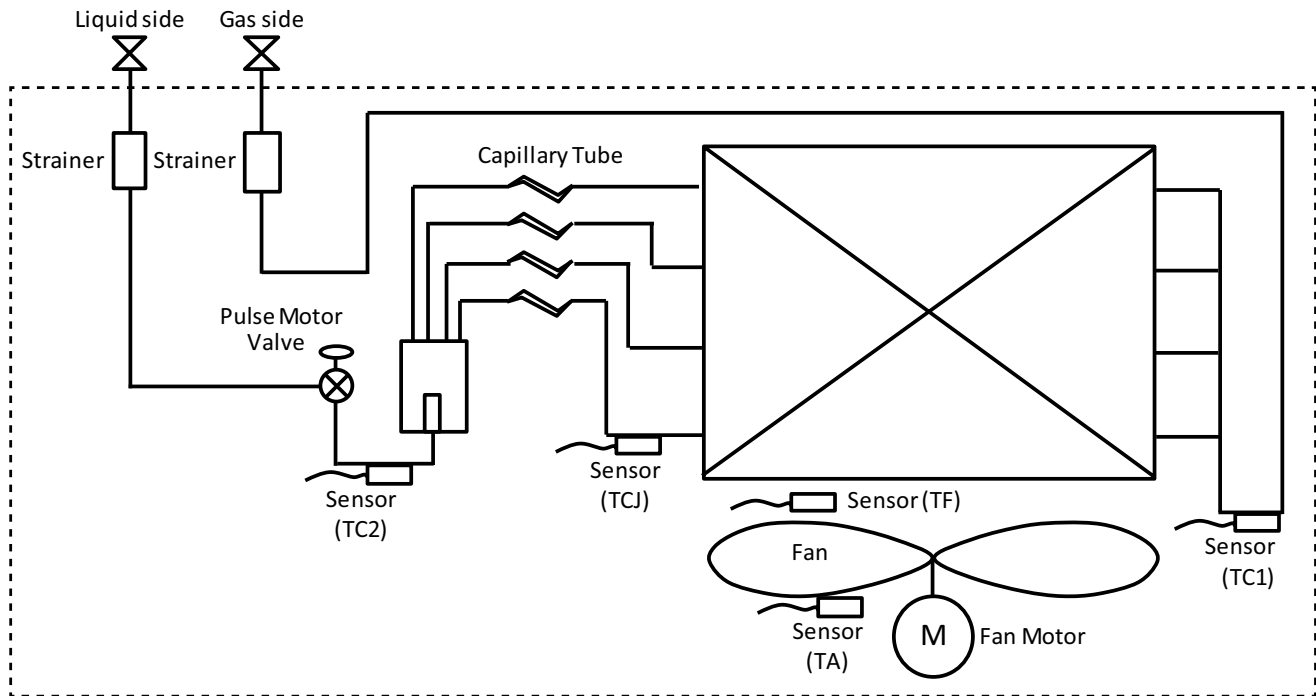 Liquid side
Gas side
Strainer
Strainer
Capillary Tube
Pulse Motor
Valve
Sensor
(TC2)
Sensor
(TCJ)
Sensor (TF)
Fan
Sensor
(TC1)
Sensor
(TA)
M
Fan Motor